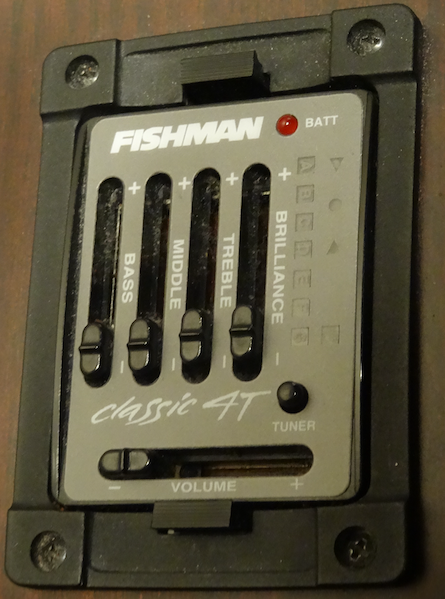 FISHMAN
BATT
+ + + +
BASS
MIDDLE
TREBLE
BRILLIANCE
- - - -
A
B
C
D
E
F
G
classic 4T
TUNER
- VOLUME +